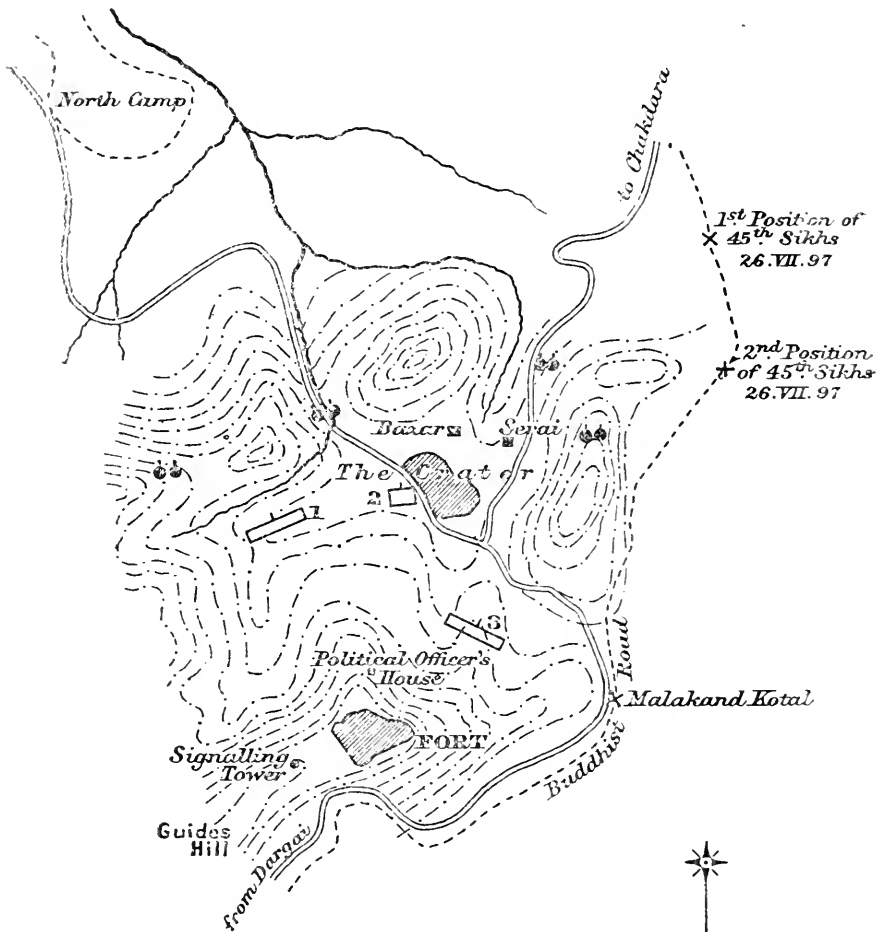 North Camp
to Chakdara
1st Position of
45th Sikhs
26.VII.97
2nd Position
of 45th Sikhs
26.VII.97
Bazar
Serai
The Crater
2
1
3
Political Officer's
House
Malakand Kotal
FORT
Signalling
Tower
Buddhist Road
Guides
Hill
from Dargai